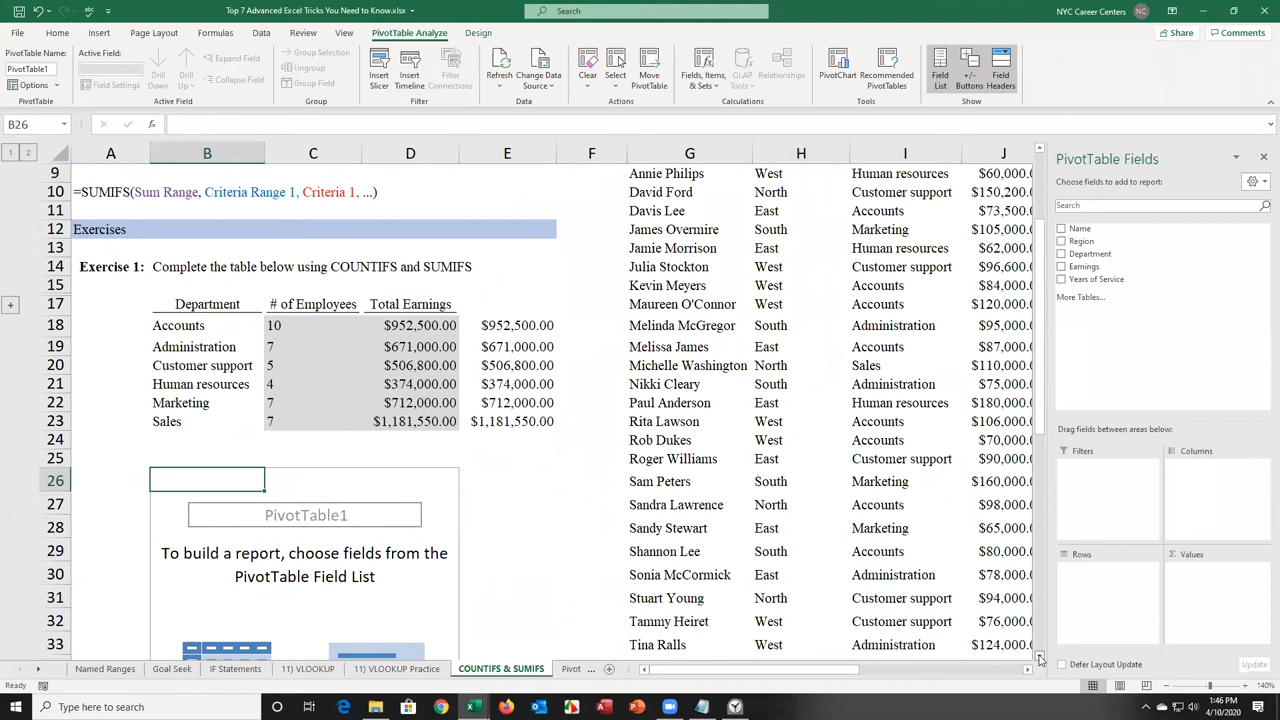 Top 7 Advanced Excel Tricks You Need to Know.xlsx
Search
NYC Career Centers
NC
File Home Insert Page Layout Formulas Data Review View PivotTable Analyze Design
Share
Comments
PivotTable Name:
PivotTable1
Options
PivotTable
Active Field:
Field Settings
Drill Down
Drill Up
Expand Field
Collapse Field
Active Field
Group Selection
Ungroup
Group Field
Group
Insert Slicer
Insert Timeline
Filter Connections
Filter
Refresh
Change Data Source
Data
Clear
Select
Move PivotTable
Actions
Fields, Items, & Sets
OLAP Tools
Relationships
Calculations
PivotChart
Recommended PivotTables
Tools
Field List
+/- Buttons
Field Headers
Show
B26
fx
1 2
A B C D E F G H I J
9 Annie Philips West Human resources $60,000.0
10 =SUMIFS(Sum Range, Criteria Range 1, Criteria 1, ...) David Ford North Customer support $150,200.0
11 Davis Lee East Accounts $73,500.0
12 Exercises James Overmire South Marketing $105,000.0
13 Jamie Morrison East Human resources $62,000.0
14 Exercise 1: Complete the table below using COUNTIFS and SUMIFS Julia Stockton West Customer support $96,600.0
15 Kevin Meyers West Accounts $84,000.0
17 Department # of Employees Total Earnings Maureen O'Connor West Accounts $120,000.0
18 Accounts 10 $952,500.00 $952,500.00 Melinda McGregor South Administration $95,000.0
19 Administration 7 $671,000.00 $671,000.00 Melissa James East Accounts $87,000.0
20 Customer support 5 $506,800.00 $506,800.00 Michelle Washington North Sales $110,000.0
21 Human resources 4 $374,000.00 $374,000.00 Nikki Cleary South Administration $75,000.0
22 Marketing 7 $712,000.00 $712,000.00 Paul Anderson East Human resources $180,000.0
23 Sales 7 $1,181,550.00 $1,181,550.00 Rita Lawson West Accounts $106,000.0
24 Rob Dukes West Accounts $70,000.0
25 Roger Williams East Customer support $90,000.0
26 Sam Peters South Marketing $160,000.0
27 PivotTable1 Sandra Lawrence North Accounts $98,000.0
28 Sandy Stewart East Marketing $65,000.0
29 To build a report, choose fields from the Shannon Lee South Accounts $80,000.0
30 PivotTable Field List Sonia McCormick East Administration $78,000.0
31 Stuart Young North Customer support $94,000.0
32 Tammy Heiret West Customer support $76,000.0
33 Tina Ralls West Administration $124,000.0
PivotTable Fields
Choose fields to add to report:
Search
Name
Region
Department
Earnings
Years of Service
More Tables...
Drag fields between areas below:
Filters
Columns
Rows
Σ Values
Defer Layout Update
Update
Named Ranges Goal Seek IF Statements 11) VLOOKUP 11) VLOOKUP Practice COUNTIFS & SUMIFS Pivot ...
Ready
140%
Type here to search
1:46 PM
4/10/2020